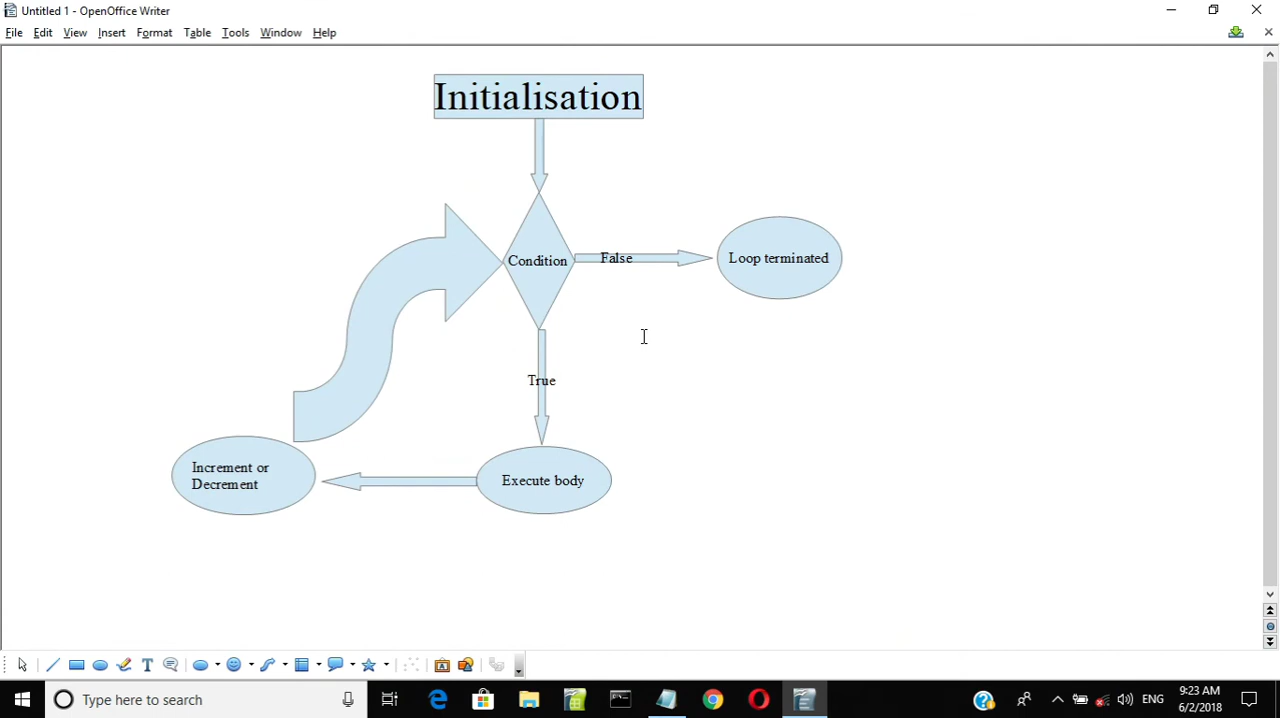 Untitled 1 - OpenOffice Writer
File Edit View Insert Format Table Tools Window Help
Initialisation
Condition
False
Loop terminated
True
Increment or
Decrement
Execute body
Type here to search
ENG
9:23 AM
6/2/2018